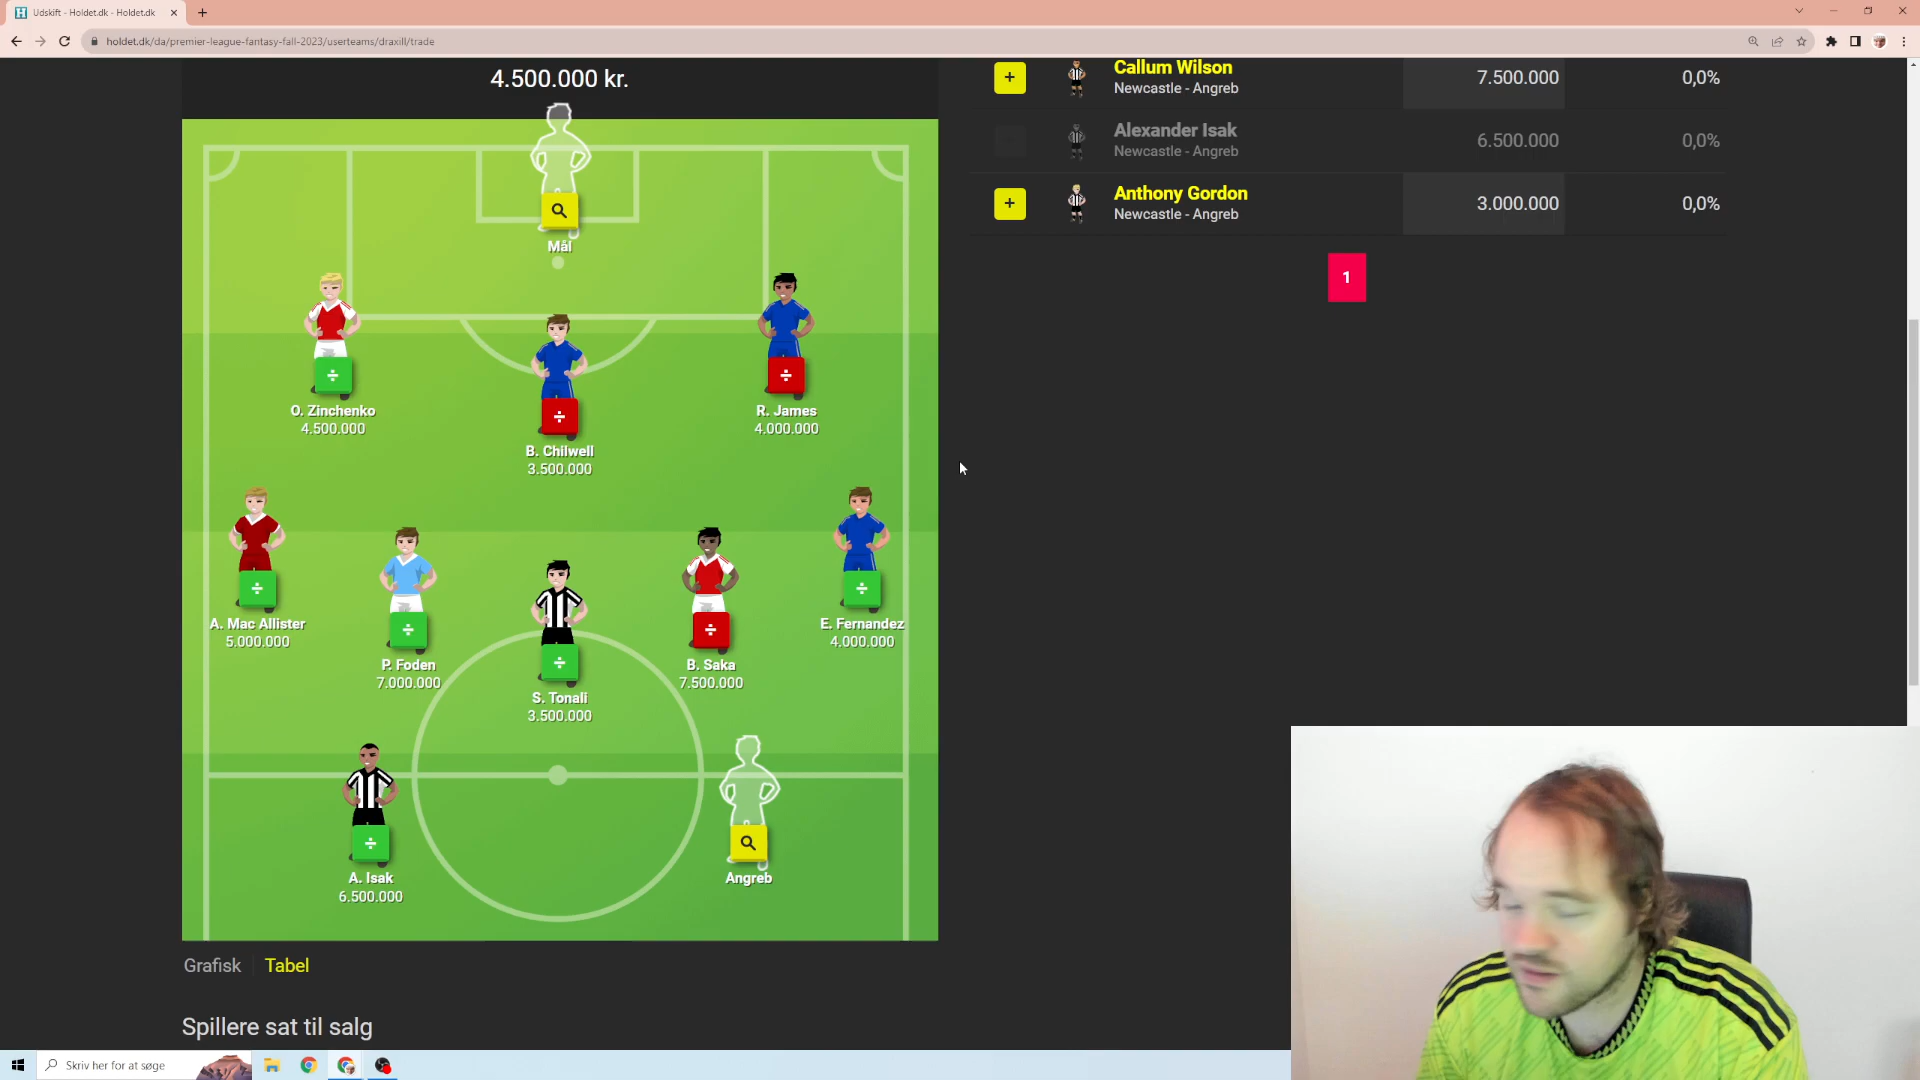 Udskift - Holdet.dk - Holdet.dk
holdet.dk/da/premier-league-fantasy-fall-2023/userteams/draxill/trade
4.500.000 kr.
Mål
O. Zinchenko
4.500.000
B. Chilwell
3.500.000
R. James
4.000.000
A. Mac Allister
5.000.000
P. Foden
7.000.000
S. Tonali
3.500.000
B. Saka
7.500.000
E. Fernandez
4.000.000
A. Isak
6.500.000
Angreb
Grafisk
Tabel
Spillere sat til salg
Callum Wilson
Newcastle - Angreb
7.500.000
0,0%
Alexander Isak
Newcastle - Angreb
6.500.000
0,0%
Anthony Gordon
Newcastle - Angreb
3.000.000
0,0%
1
Skriv her for at søge